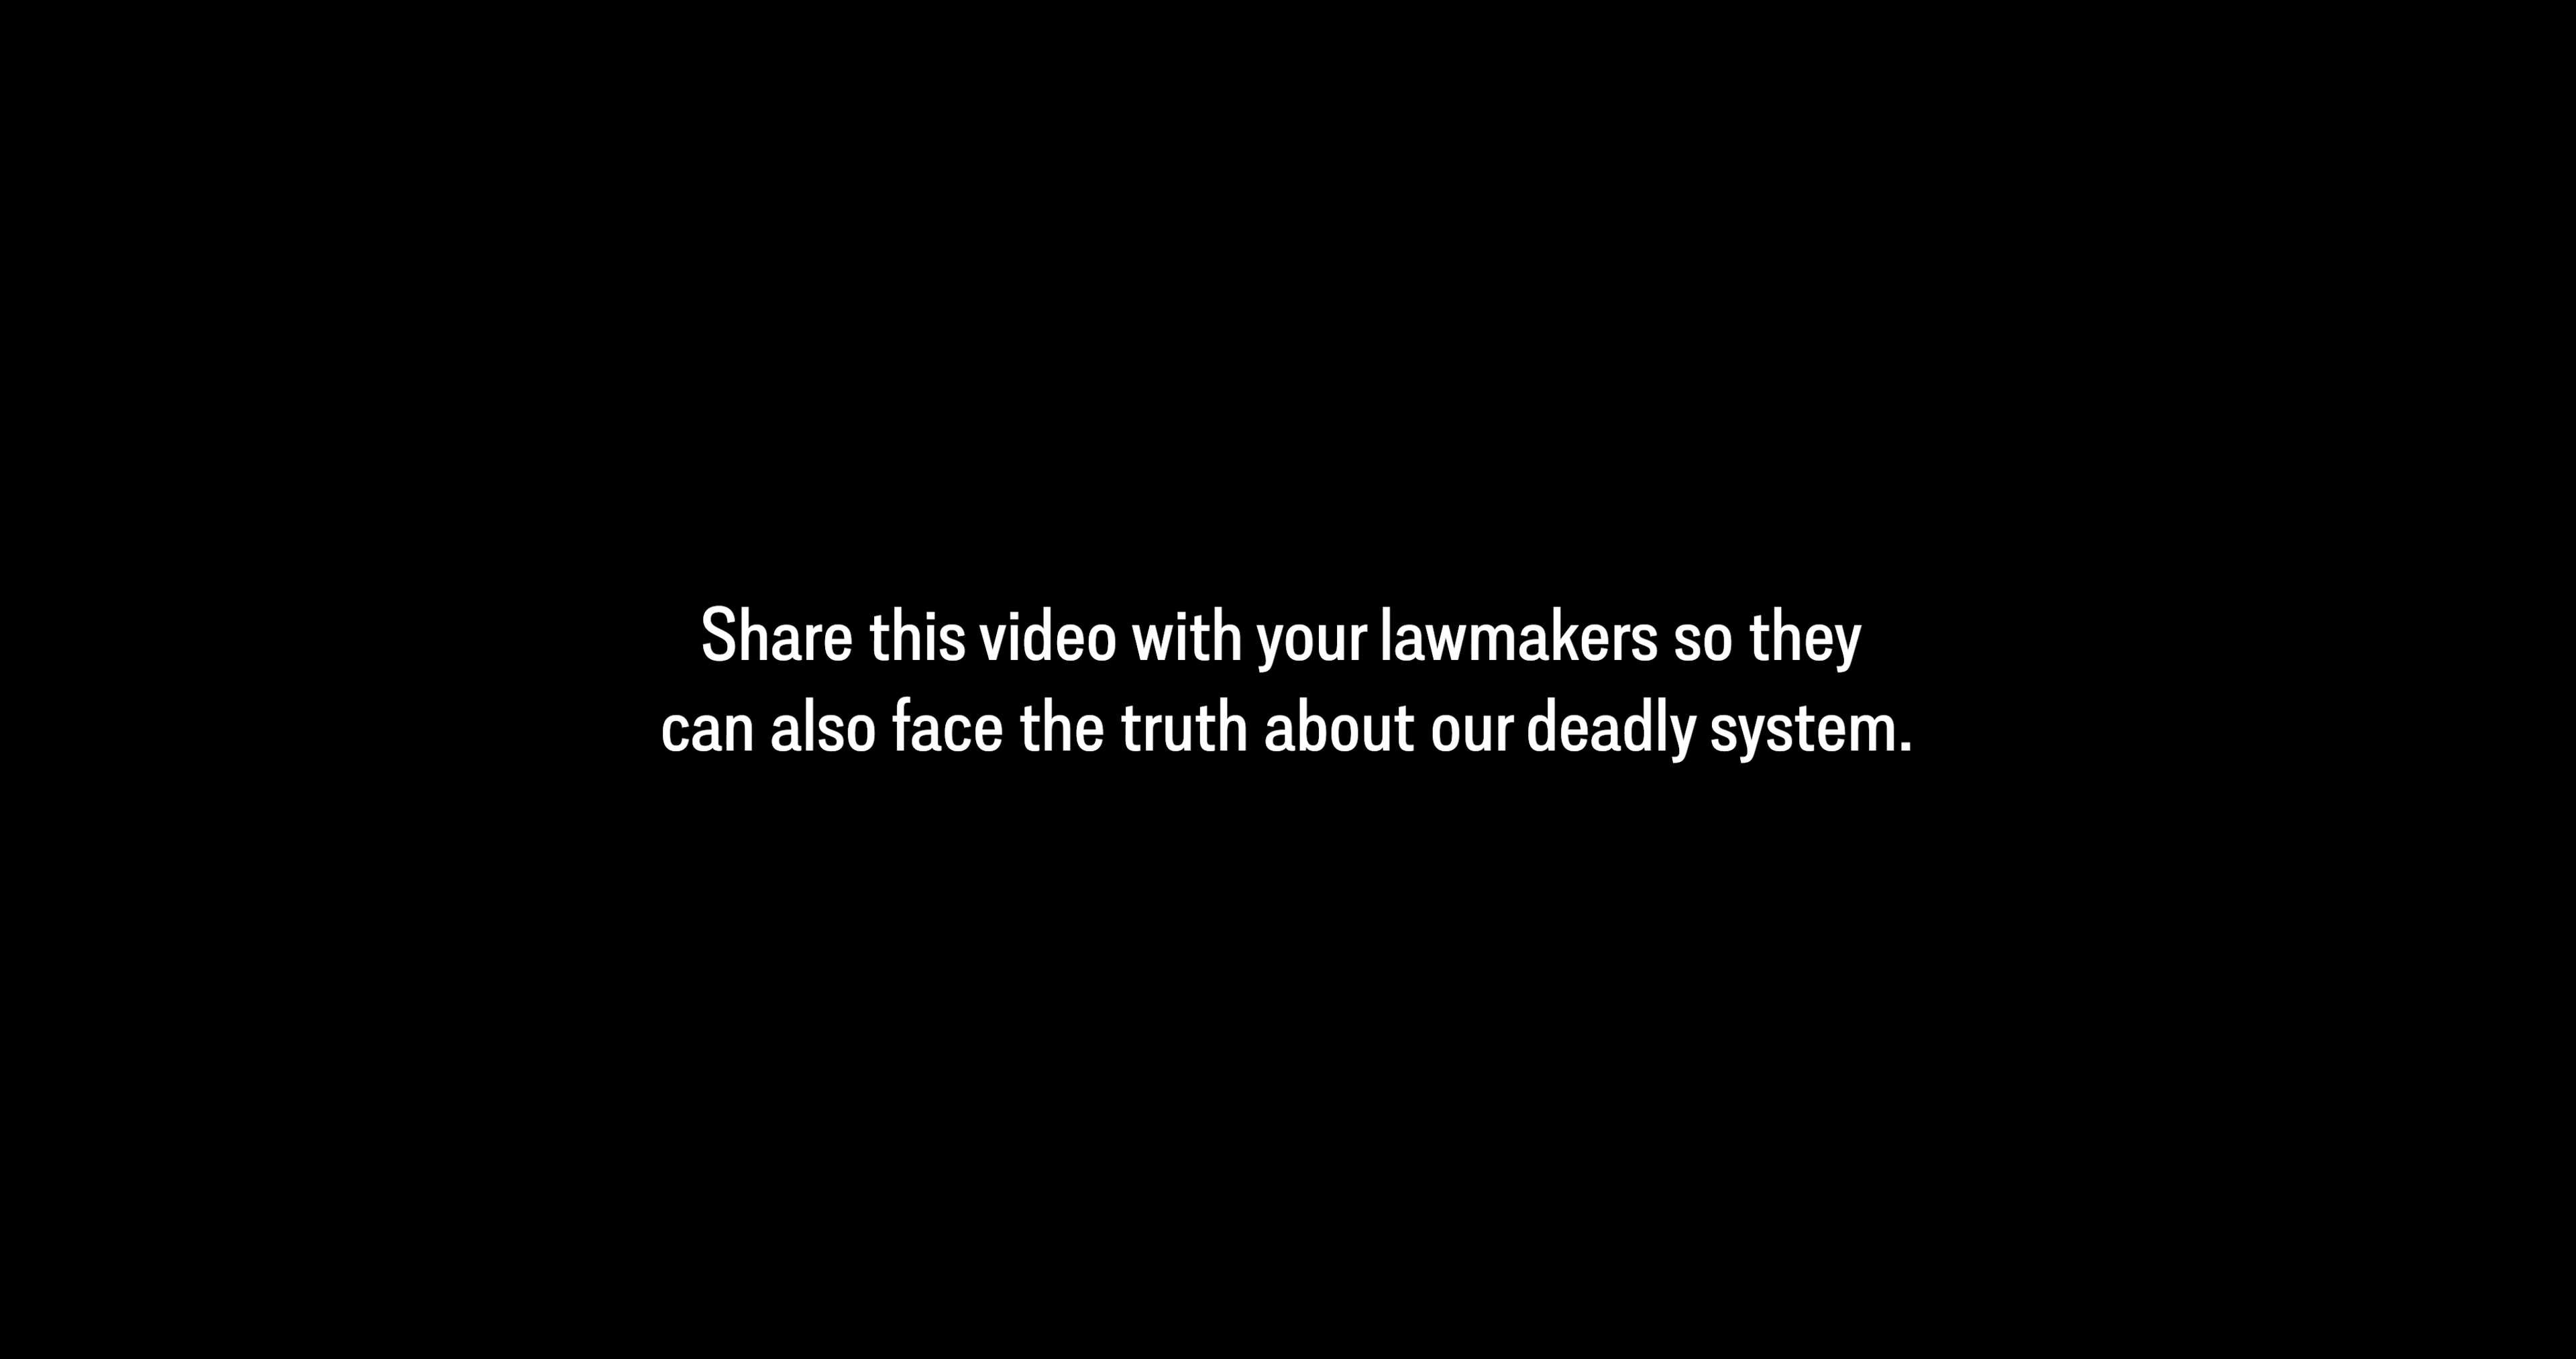 Share this video with your lawmakers so they
can also face the truth about our deadly system.